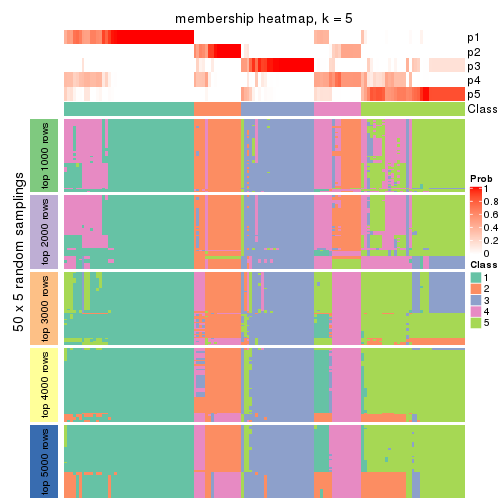 membership heatmap, k = 5
p1
p2
p3
p4
p5
Class
50 x 5 random samplings
top 1000 rows
top 2000 rows
top 3000 rows
top 4000 rows
top 5000 rows
Prob
1
0.8
0.6
0.4
0.2
0
Class
1
2
3
4
5